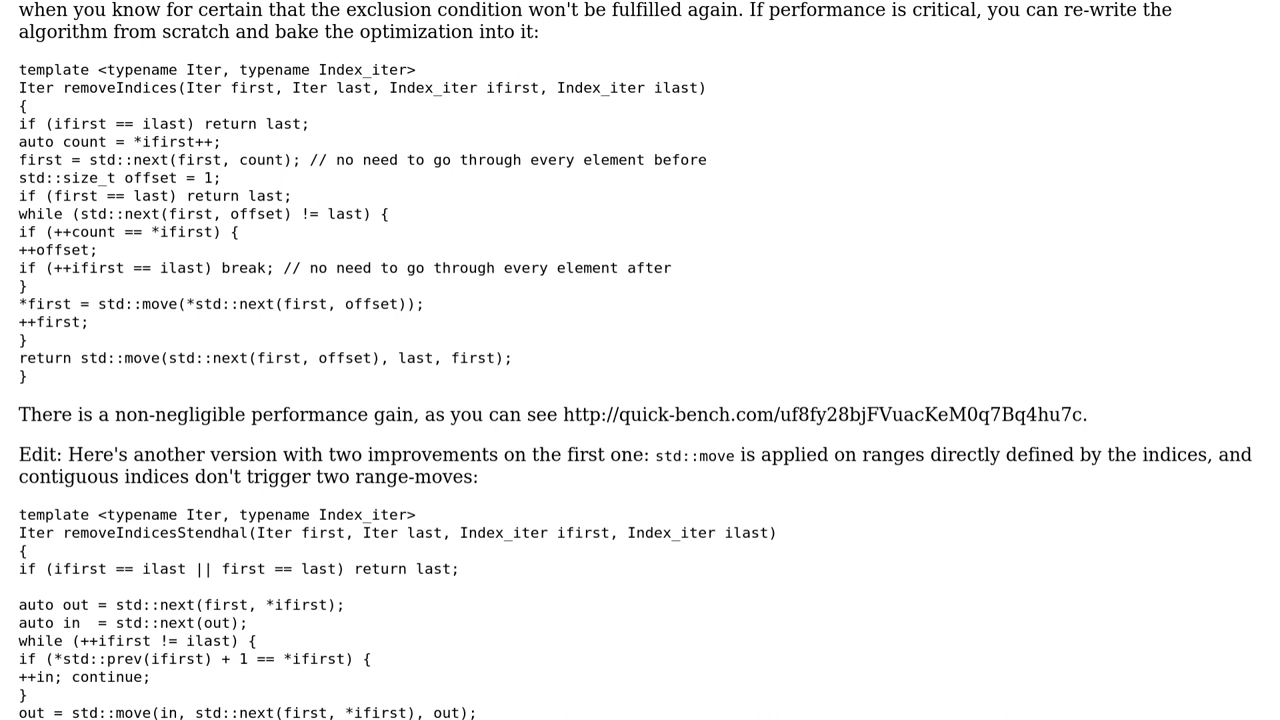 when you know for certain that the exclusion condition won't be fulfilled again. If performance is critical, you can re-write the
algorithm from scratch and bake the optimization into it:
template <typename Iter, typename Index_iter>
Iter removeIndices(Iter first, Iter last, Index_iter ifirst, Index_iter ilast)
{
if (ifirst == ilast) return last;
auto count = *ifirst++;
first = std::next(first, count); // no need to go through every element before
std::size_t offset = 1;
if (first == last) return last;
while (std::next(first, offset) != last) {
if (++count == *ifirst) {
++offset;
if (++ifirst == ilast) break; // no need to go through every element after
}
*first = std::move(*std::next(first, offset));
++first;
}
return std::move(std::next(first, offset), last, first);
}
There is a non-negligible performance gain, as you can see http://quick-bench.com/uf8fy28bjFVuacKeM0q7Bq4hu7c.
Edit: Here's another version with two improvements on the first one: std::move is applied on ranges directly defined by the indices, and
contiguous indices don't trigger two range-moves:
template <typename Iter, typename Index_iter>
Iter removeIndicesStendhal(Iter first, Iter last, Index_iter ifirst, Index_iter ilast)
{
if (ifirst == ilast || first == last) return last;
auto out = std::next(first, *ifirst);
auto in  = std::next(out);
while (++ifirst != ilast) {
if (*std::prev(ifirst) + 1 == *ifirst) {
++in; continue;
}
out = std::move(in, std::next(first, *ifirst), out);